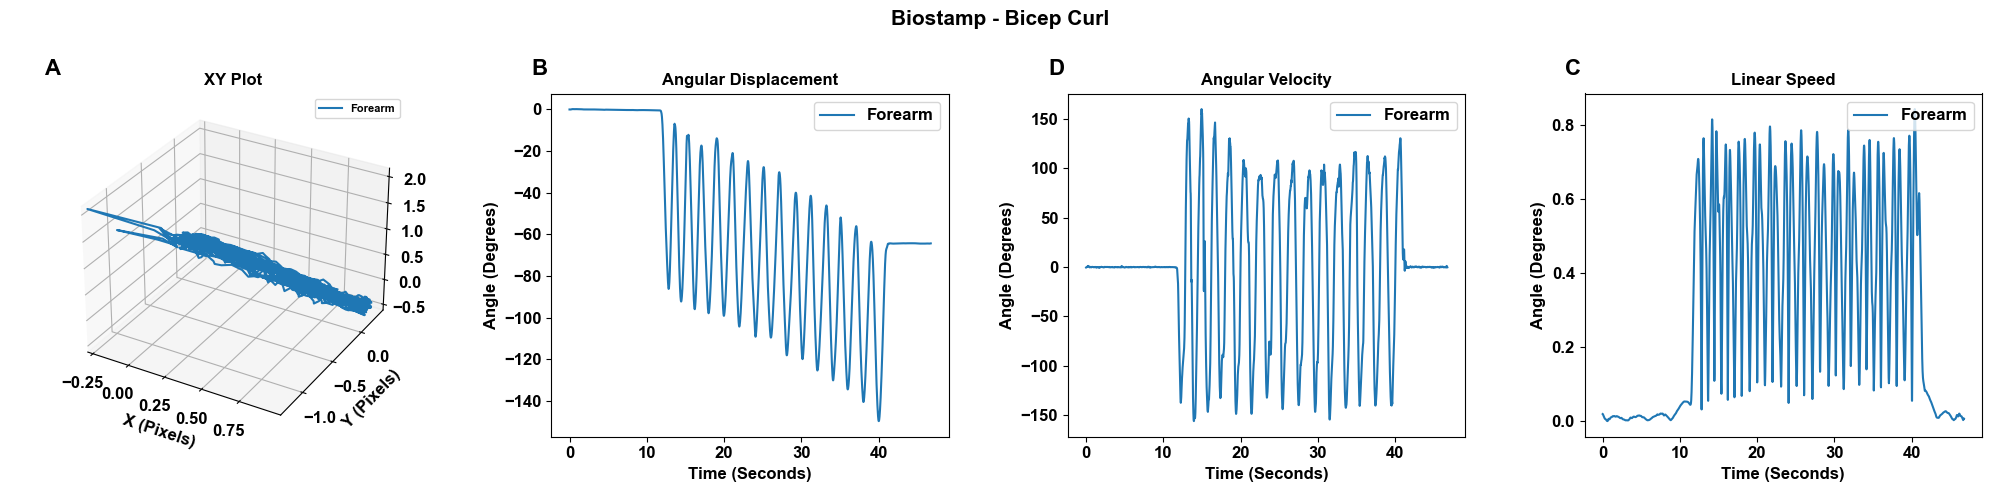 Biostamp - Bicep Curl
A
XY Plot
Forearm
2.0
1.5
1.0
0.5
0.0
−0.5
0.0
−0.5
−1.0
Y (Pixels)
−0.25
0.00
0.25
0.50
0.75
X (Pixels)
B
Angular Displacement
Forearm
0
−20
−40
−60
−80
−100
−120
−140
Angle (Degrees)
0 10 20 30 40
Time (Seconds)
D
Angular Velocity
Forearm
150
100
50
0
−50
−100
−150
Angle (Degrees)
0 10 20 30 40
Time (Seconds)
C
Linear Speed
Forearm
0.8
0.6
0.4
0.2
0.0
Angle (Degrees)
0 10 20 30 40
Time (Seconds)